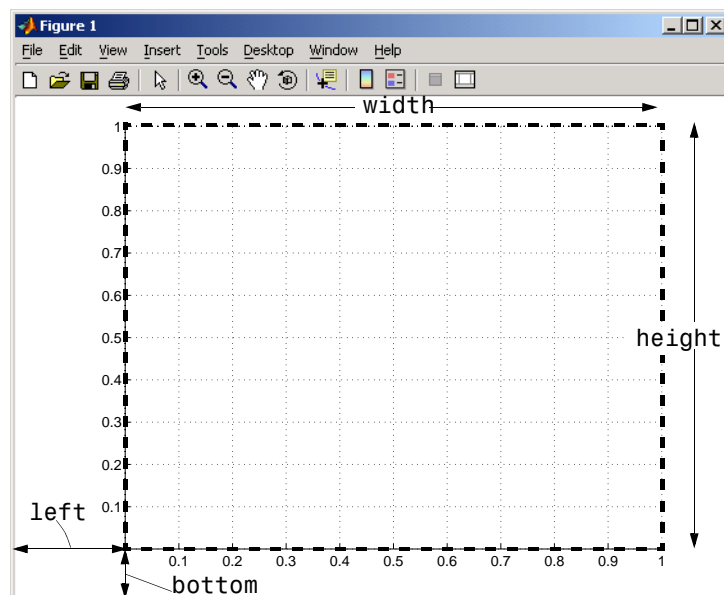 Figure 1
File Edit View Insert Tools Desktop Window Help
width
1
0.9
0.8
0.7
0.6
0.5
height
0.4
0.3
0.2
0.1
left
0.1 0.2 0.3 0.4 0.5 0.6 0.7 0.8 0.9 1
bottom